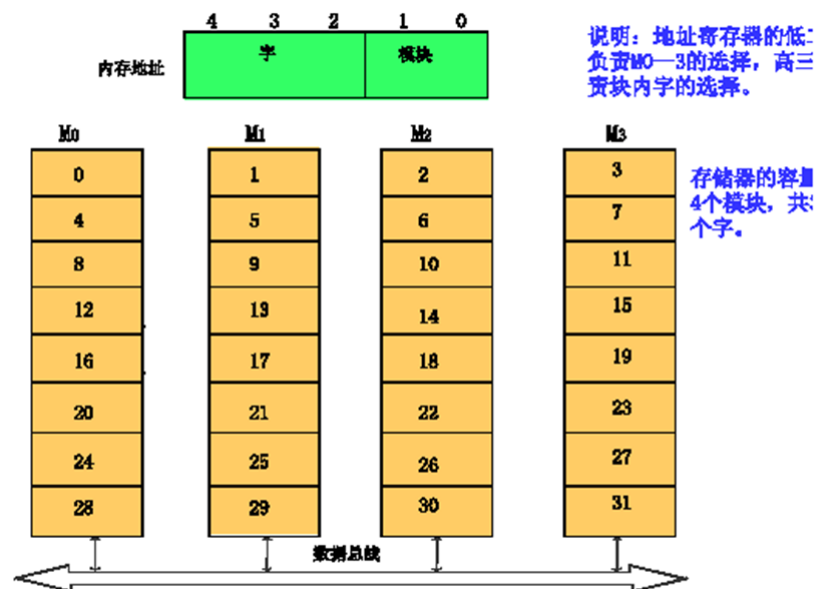 4 3 2 1 0
字 模块
内存地址
说明：地址寄存器的低
负责M0—3的选择，高三
责块内字的选择。
M0 M1 M2 M3
0 1 2 3
4 5 6 7
8 9 10 11
12 13 14 15
16 17 18 19
20 21 22 23
24 25 26 27
28 29 30 31
存储器的容量
4个模块，共
个字。
数据总线